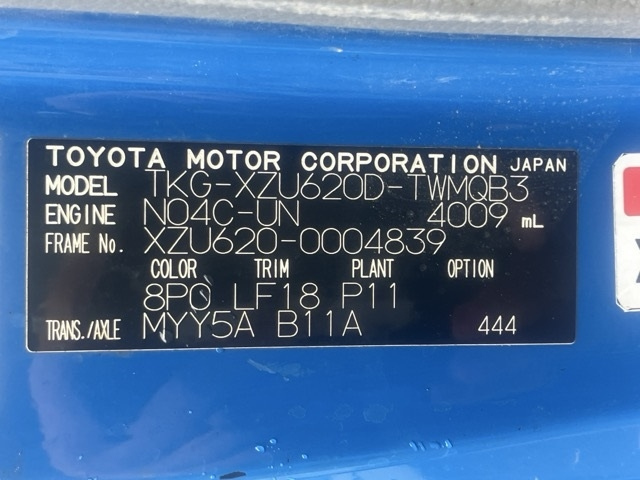 TOYOTA MOTOR CORPORATION JAPAN
MODEL TKG-XZU620D-TWMQB3
ENGINE N04C-UN 4009 mL
FRAME No. XZU620-0004839
COLOR TRIM PLANT OPTION
8P0 LF18 P11
TRANS./AXLE MYY5A B11A 444